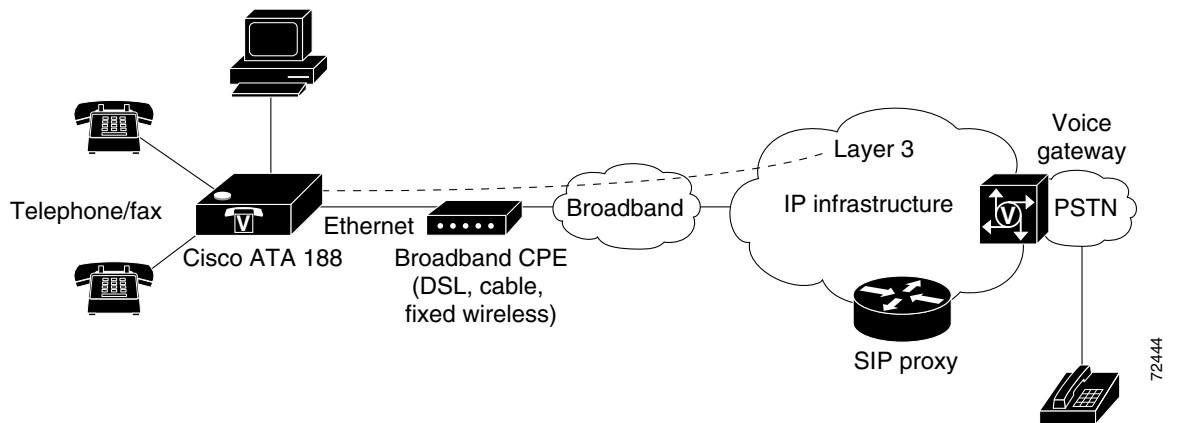 Telephone/fax
V
Cisco ATA 188
Ethernet
Broadband CPE
(DSL, cable,
fixed wireless)
Broadband
Layer 3
IP infrastructure
SIP proxy
Voice
gateway
V
PSTN
72444